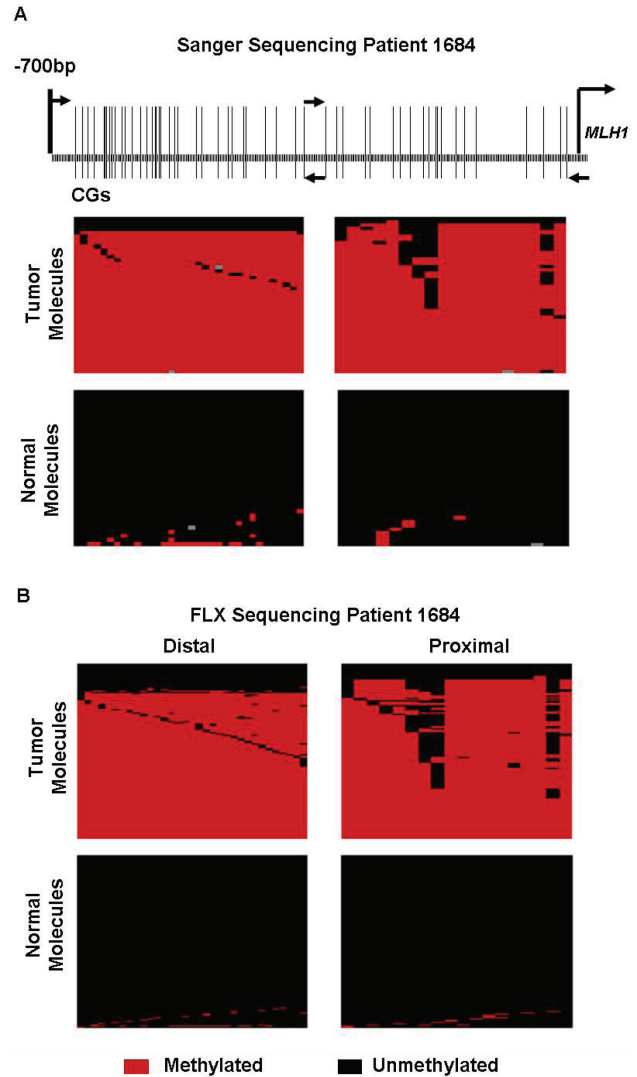 A
Sanger Sequencing Patient 1684
-700bp
MLH1
CGs
Tumor
Molecules
Normal
Molecules
B
FLX Sequencing Patient 1684
Distal
Proximal
Tumor
Molecules
Normal
Molecules
Methylated
Unmethylated